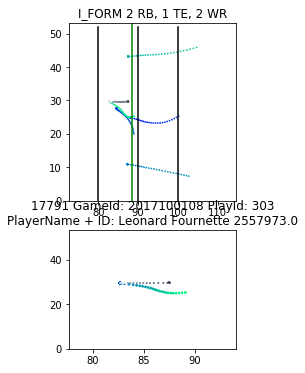 I_FORM 2 RB, 1 TE, 2 WR
50
40
30
20
10
0
80 90 100 110
17791 GameId: 2017100108 PlayId: 303
PlayerName + ID: Leonard Fournette 2557973.0
40
20
0
80 85 90